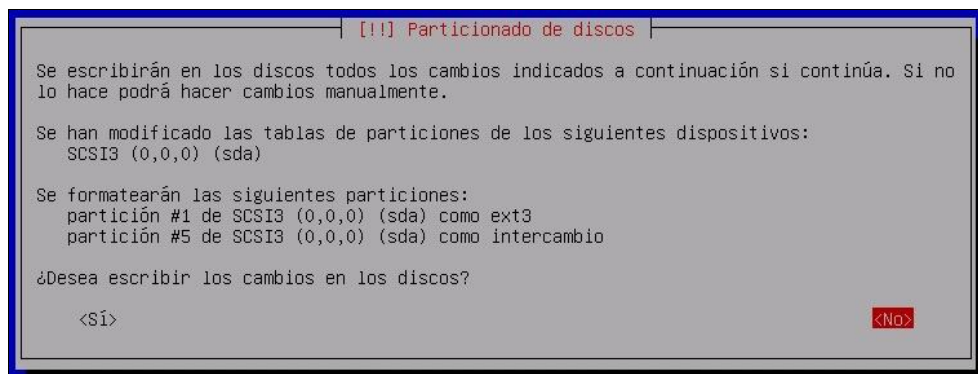 [!!] Particionado de discos
Se escribirán en los discos todos los cambios indicados a continuación si continúa. Si no
lo hace podrá hacer cambios manualmente.
Se han modificado las tablas de particiones de los siguientes dispositivos:
SCSI3 (0,0,0) (sda)
Se formatearán las siguientes particiones:
partición #1 de SCSI3 (0,0,0) (sda) como ext3
partición #5 de SCSI3 (0,0,0) (sda) como intercambio
¿Desea escribir los cambios en los discos?
<Sí> <No>